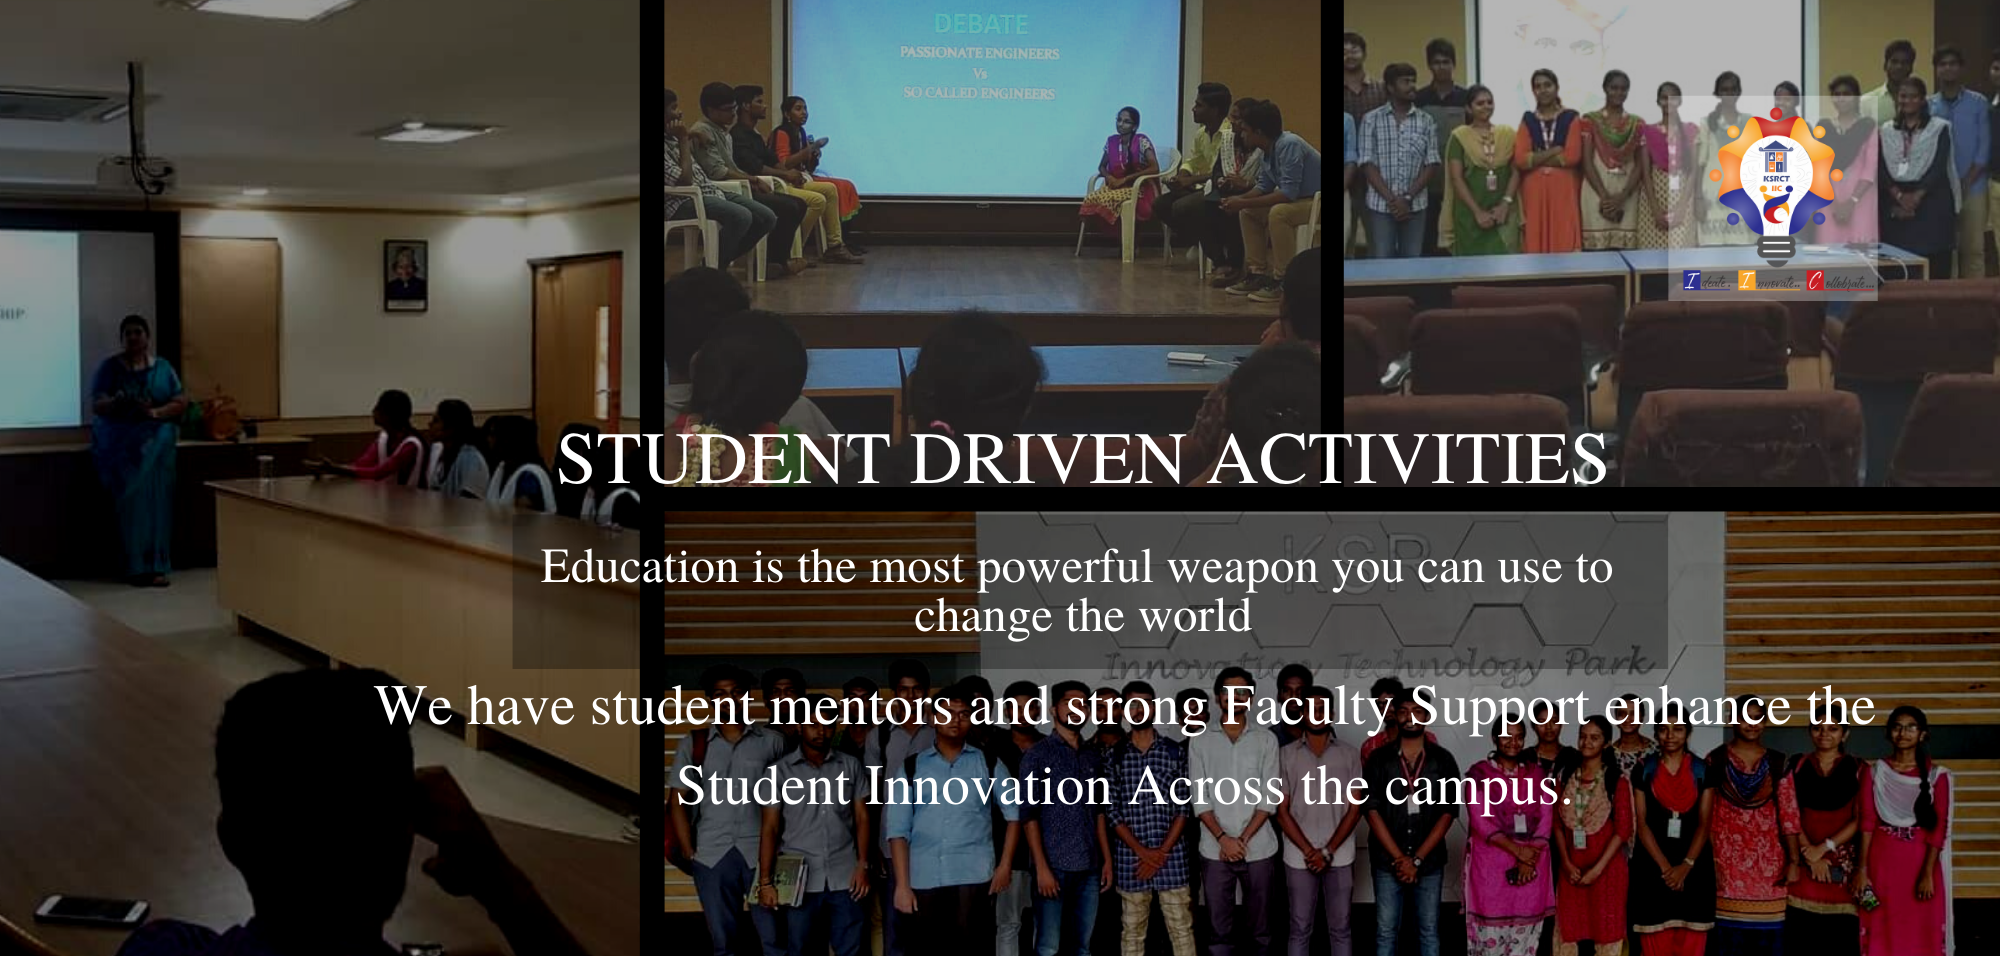 DEBATE
PASSIONATE ENGINEERS
Vs
SO CALLED ENGINEERS
KSRCT
IIC
Ideate.. Innovate.. Collobrate...
HIP
STUDENT DRIVEN ACTIVITIES
KSR
Education is the most powerful weapon you can use to
change the world
Innovation Technology Park
We have student mentors and strong Faculty Support enhance the
Student Innovation Across the campus.